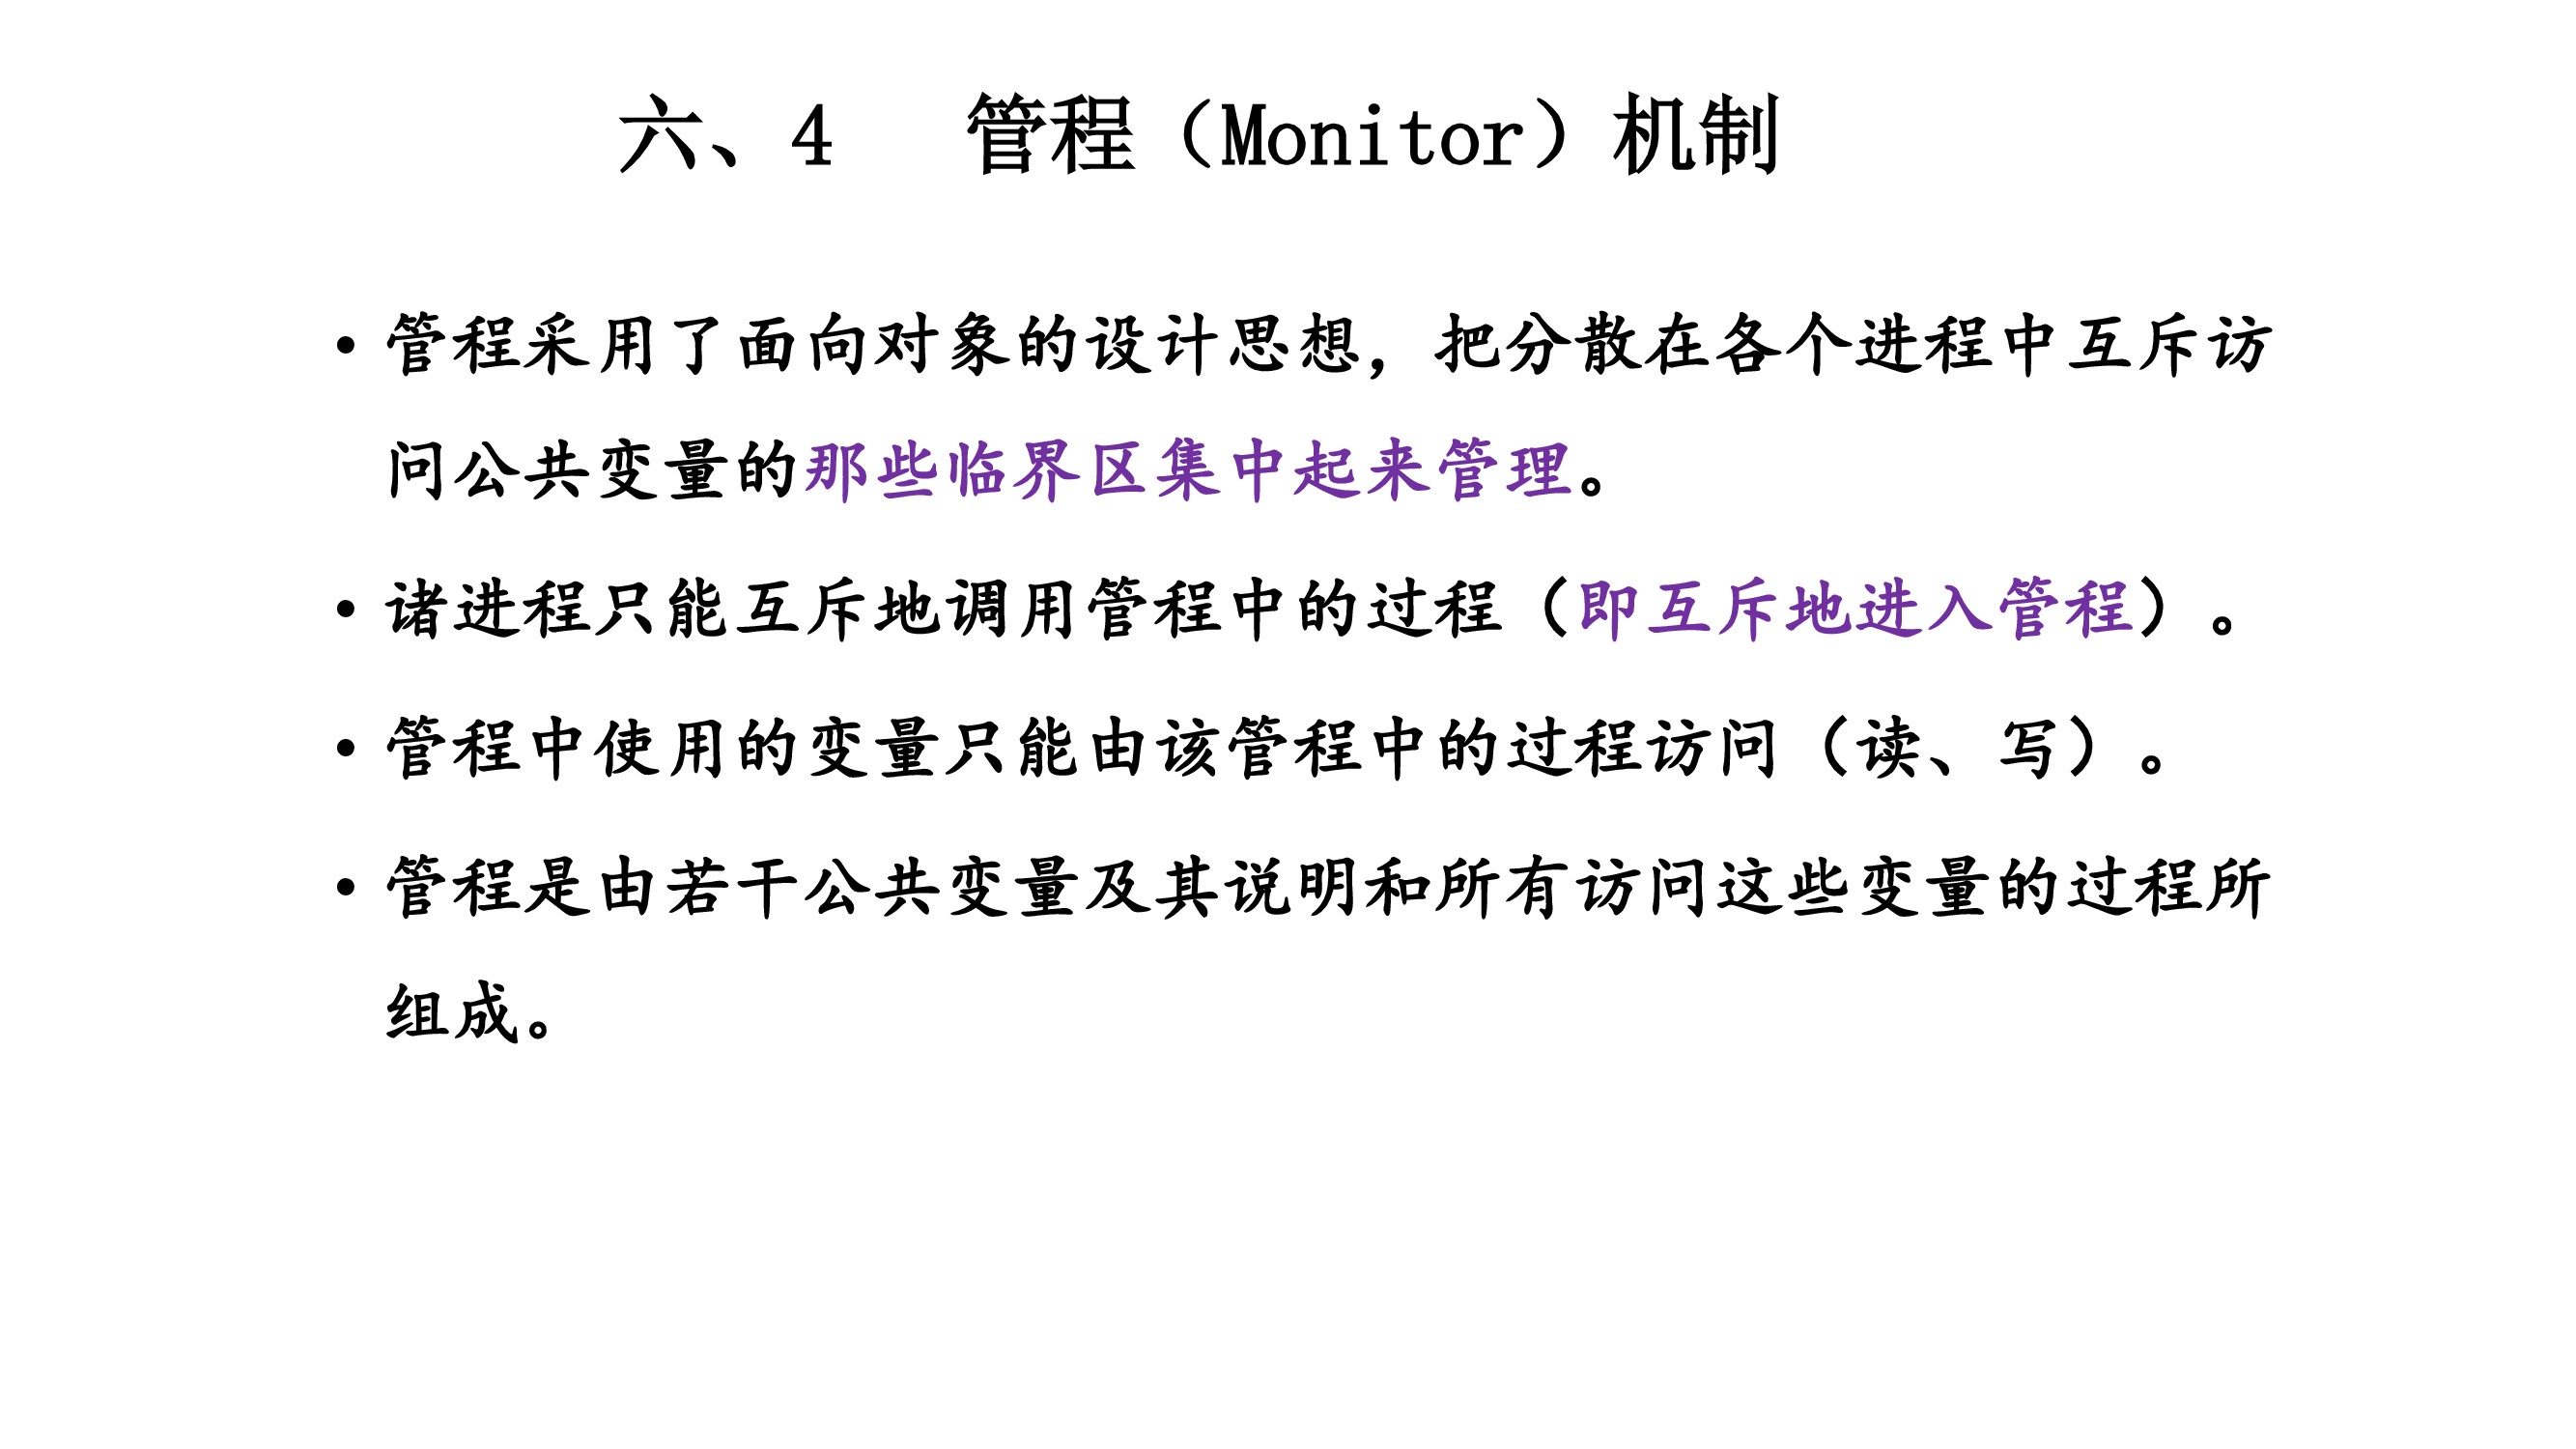 六、4 管程（Monitor）机制
• 管程采用了面向对象的设计思想，把分散在各个进程中互斥访
问公共变量的那些临界区集中起来管理。
• 诸进程只能互斥地调用管程中的过程（即互斥地进入管程）。
• 管程中使用的变量只能由该管程中的过程访问（读、写）。
• 管程是由若干公共变量及其说明和所有访问这些变量的过程所
组成。